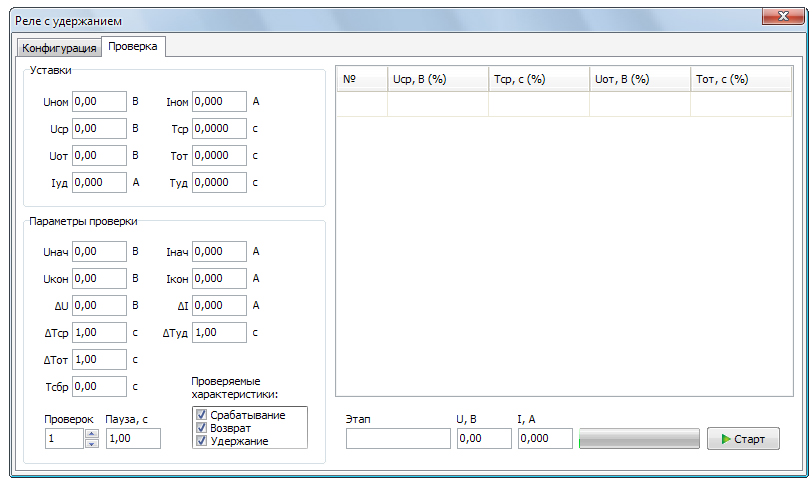 Реле с удержанием
Конфигурация Проверка
Уставки
Uном 0,00 В Iном 0,000 А
Uср 0,00 В Tср 0,0000 с
Uот 0,00 В Tот 0,0000 с
Iуд 0,000 А Tуд 0,0000 с
Параметры проверки
Uнач 0,00 В Iнач 0,000 А
Uкон 0,00 В Iкон 0,000 А
ΔU 0,00 В ΔI 0,000 А
ΔTср 1,00 с ΔTуд 1,00 с
ΔTот 1,00 с
Tсбр 0,00 с
Проверяемые
характеристики:
Проверок Пауза, с
1 1,00
Срабатывание
Возврат
Удержание
№ Uср, В (%) Tср, с (%) Uот, В (%) Tот, с (%)
Этап U, В I, А
0,00 0,000 Старт